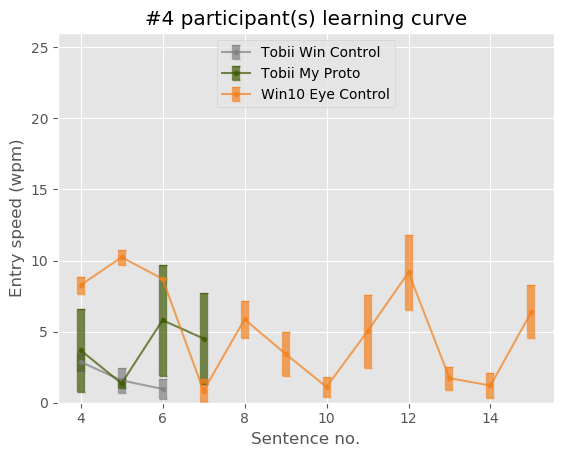 #4 participant(s) learning curve
Tobii Win Control
Tobii My Proto
Win10 Eye Control
Entry speed (wpm)
25
20
15
10
5
0
4 6 8 10 12 14
Sentence no.